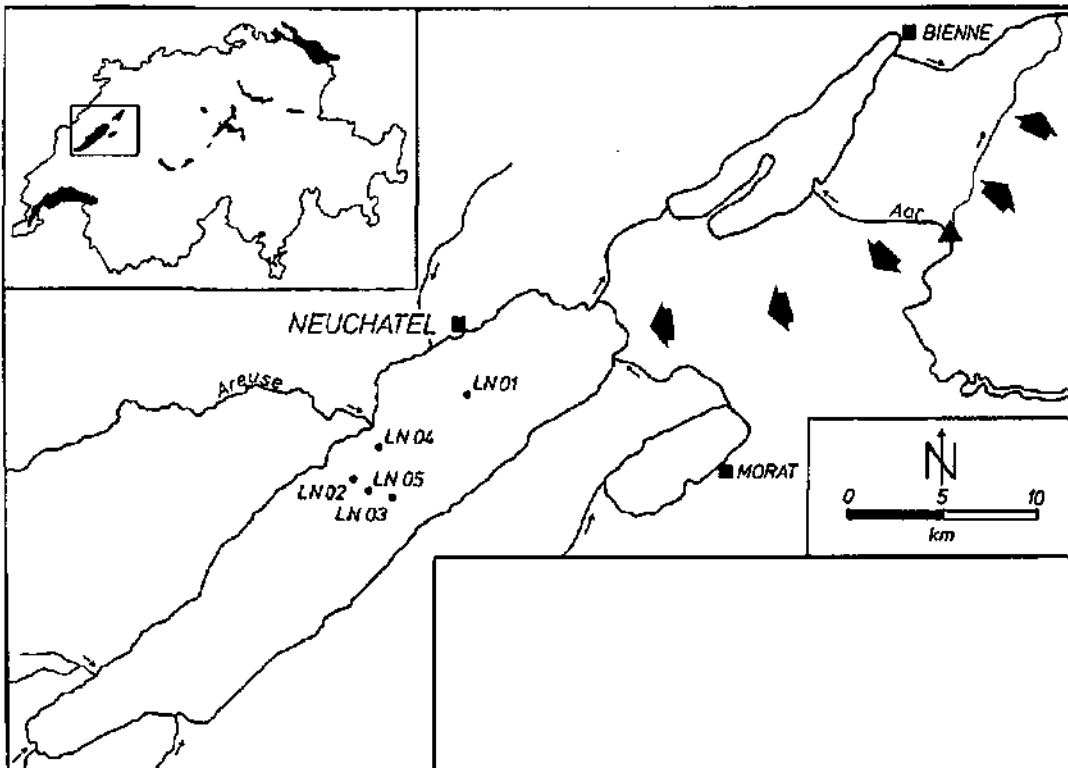 BIENNE
Aar
NEUCHATEL
LN 01
Areuse
LN 04
LN 02
LN 05
LN 03
MORAT
N
0 5 10
km